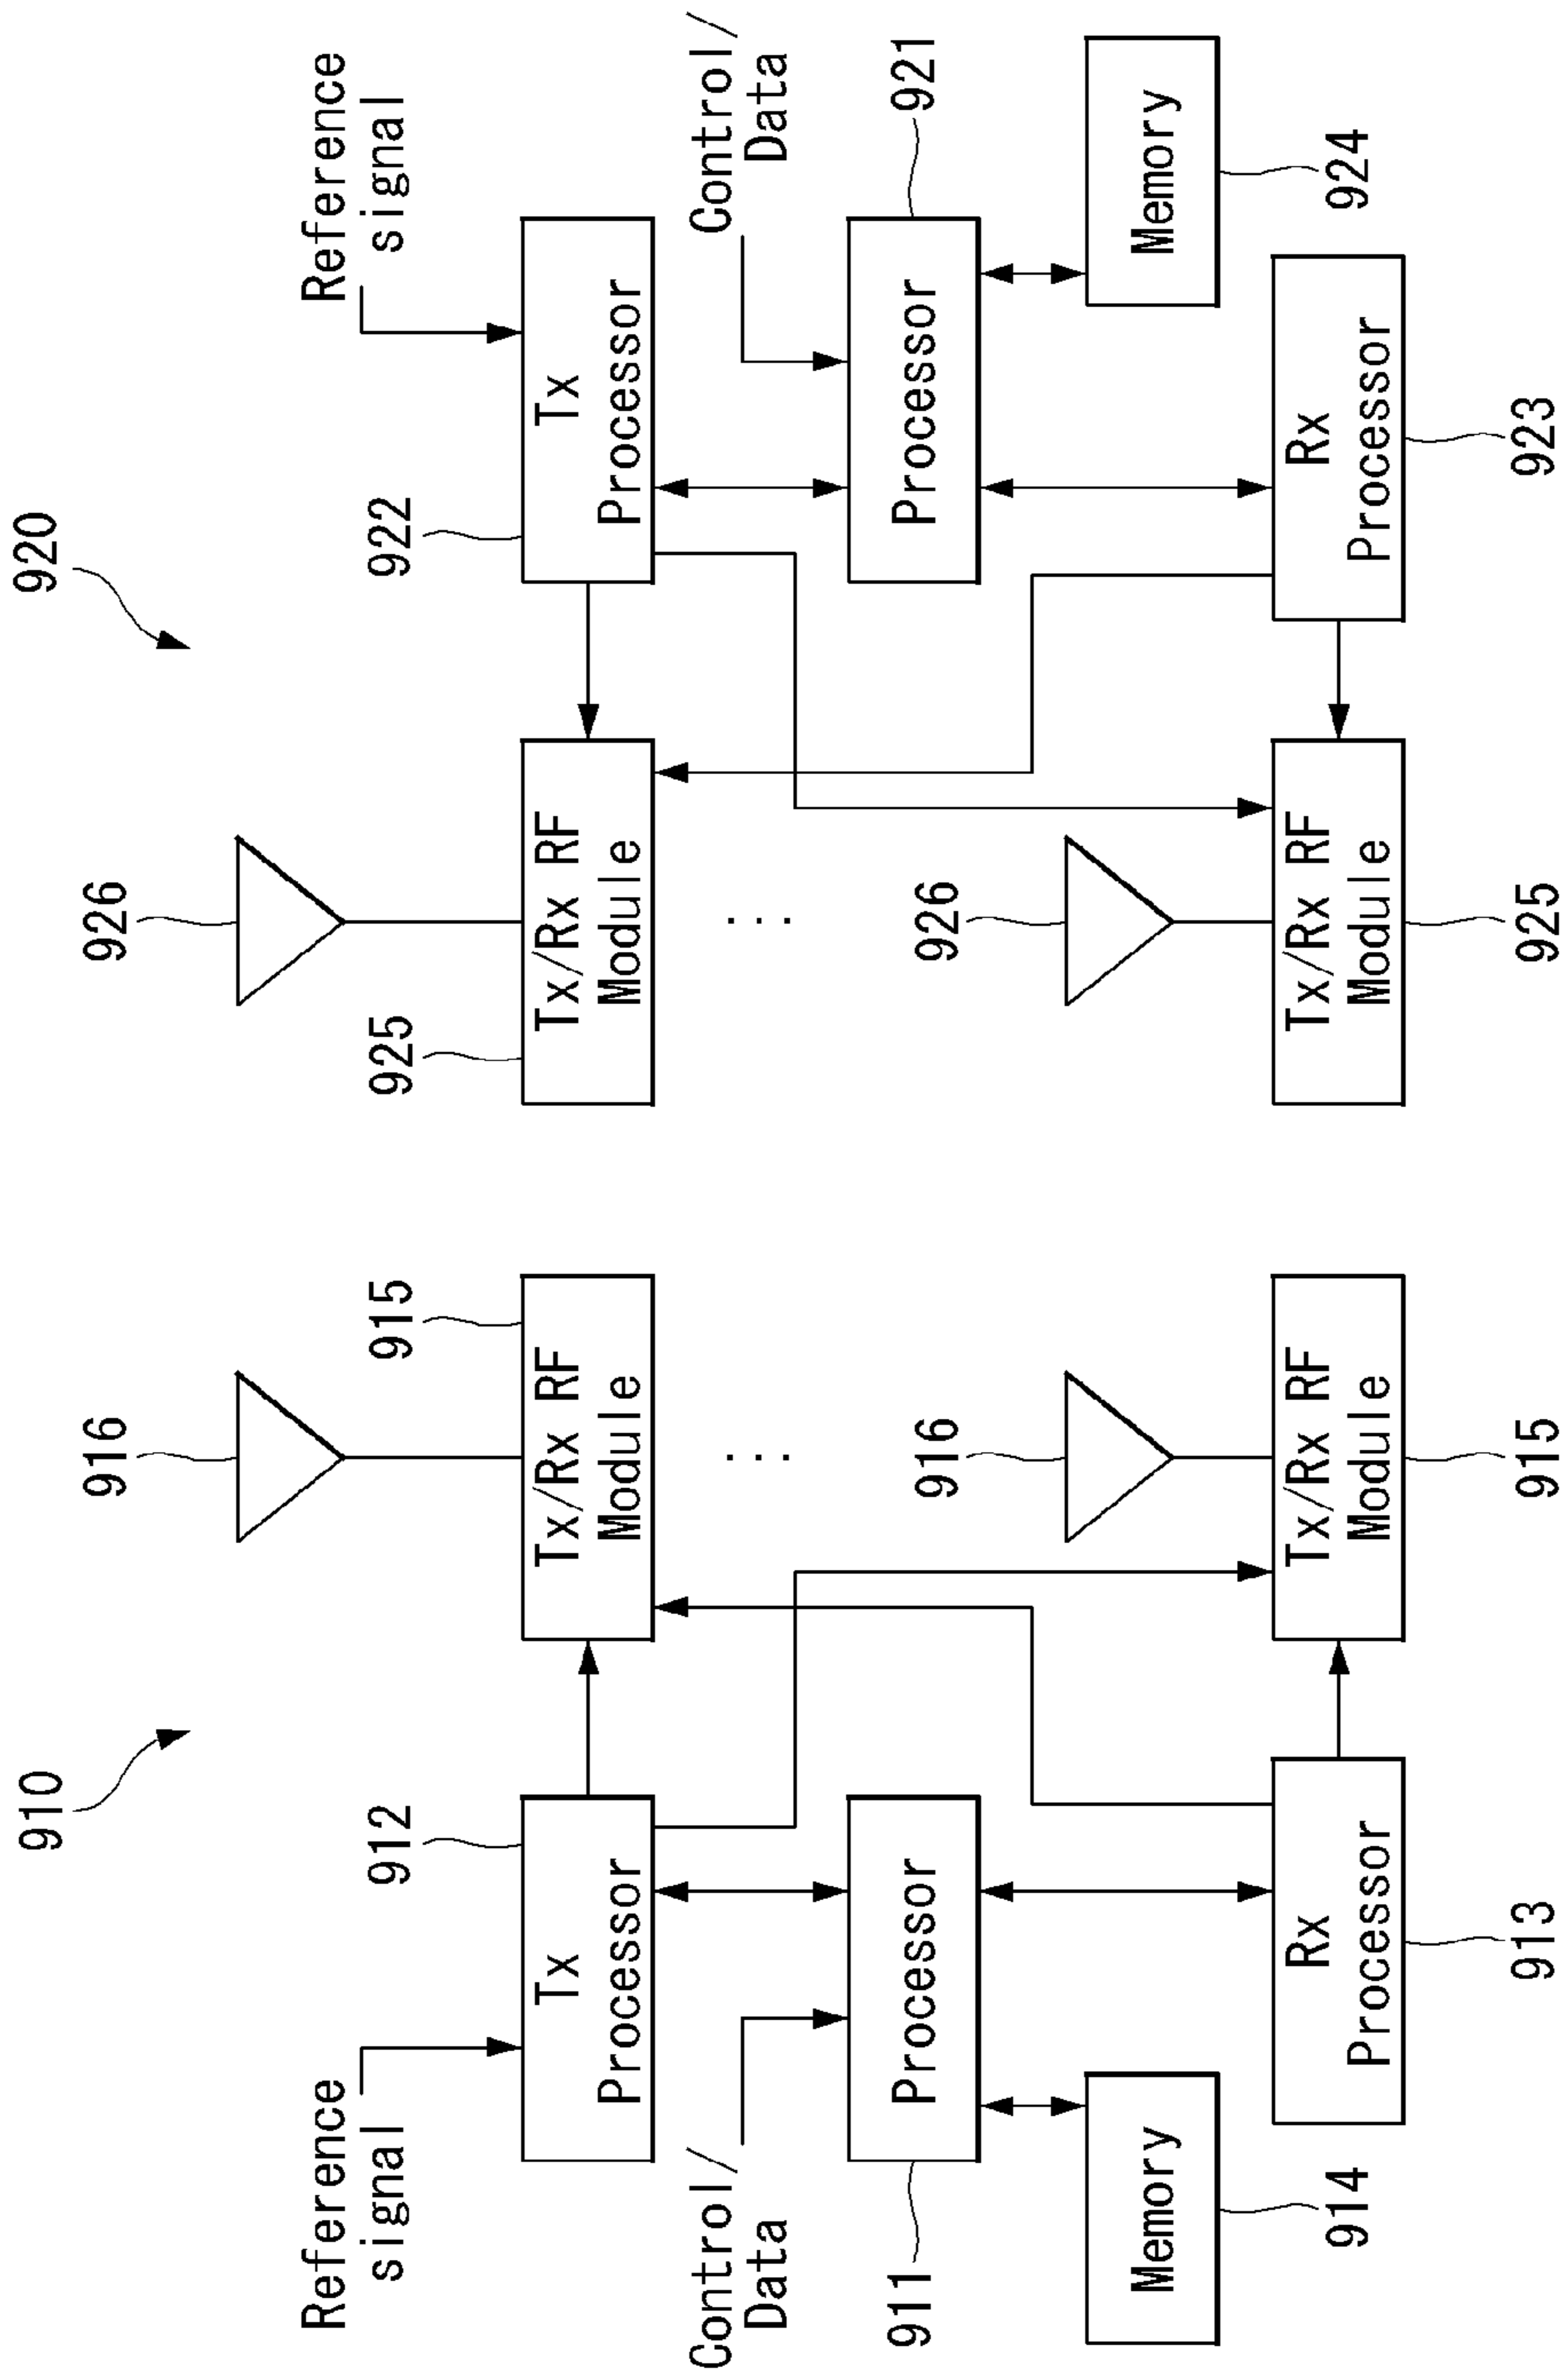 910
916
Reference
signal
912
915
Tx
Processor
Tx/Rx RF
Module
Control/
Data
...
Processor
911
916
Memory
914
Rx
Processor
913
Tx/Rx RF
Module
915
920
926
925
922
Reference
signal
Tx/Rx RF
Module
Tx
Processor
Control/
Data
...
Processor
921
926
Memory
924
Tx/Rx RF
Module
925
Rx
Processor
923